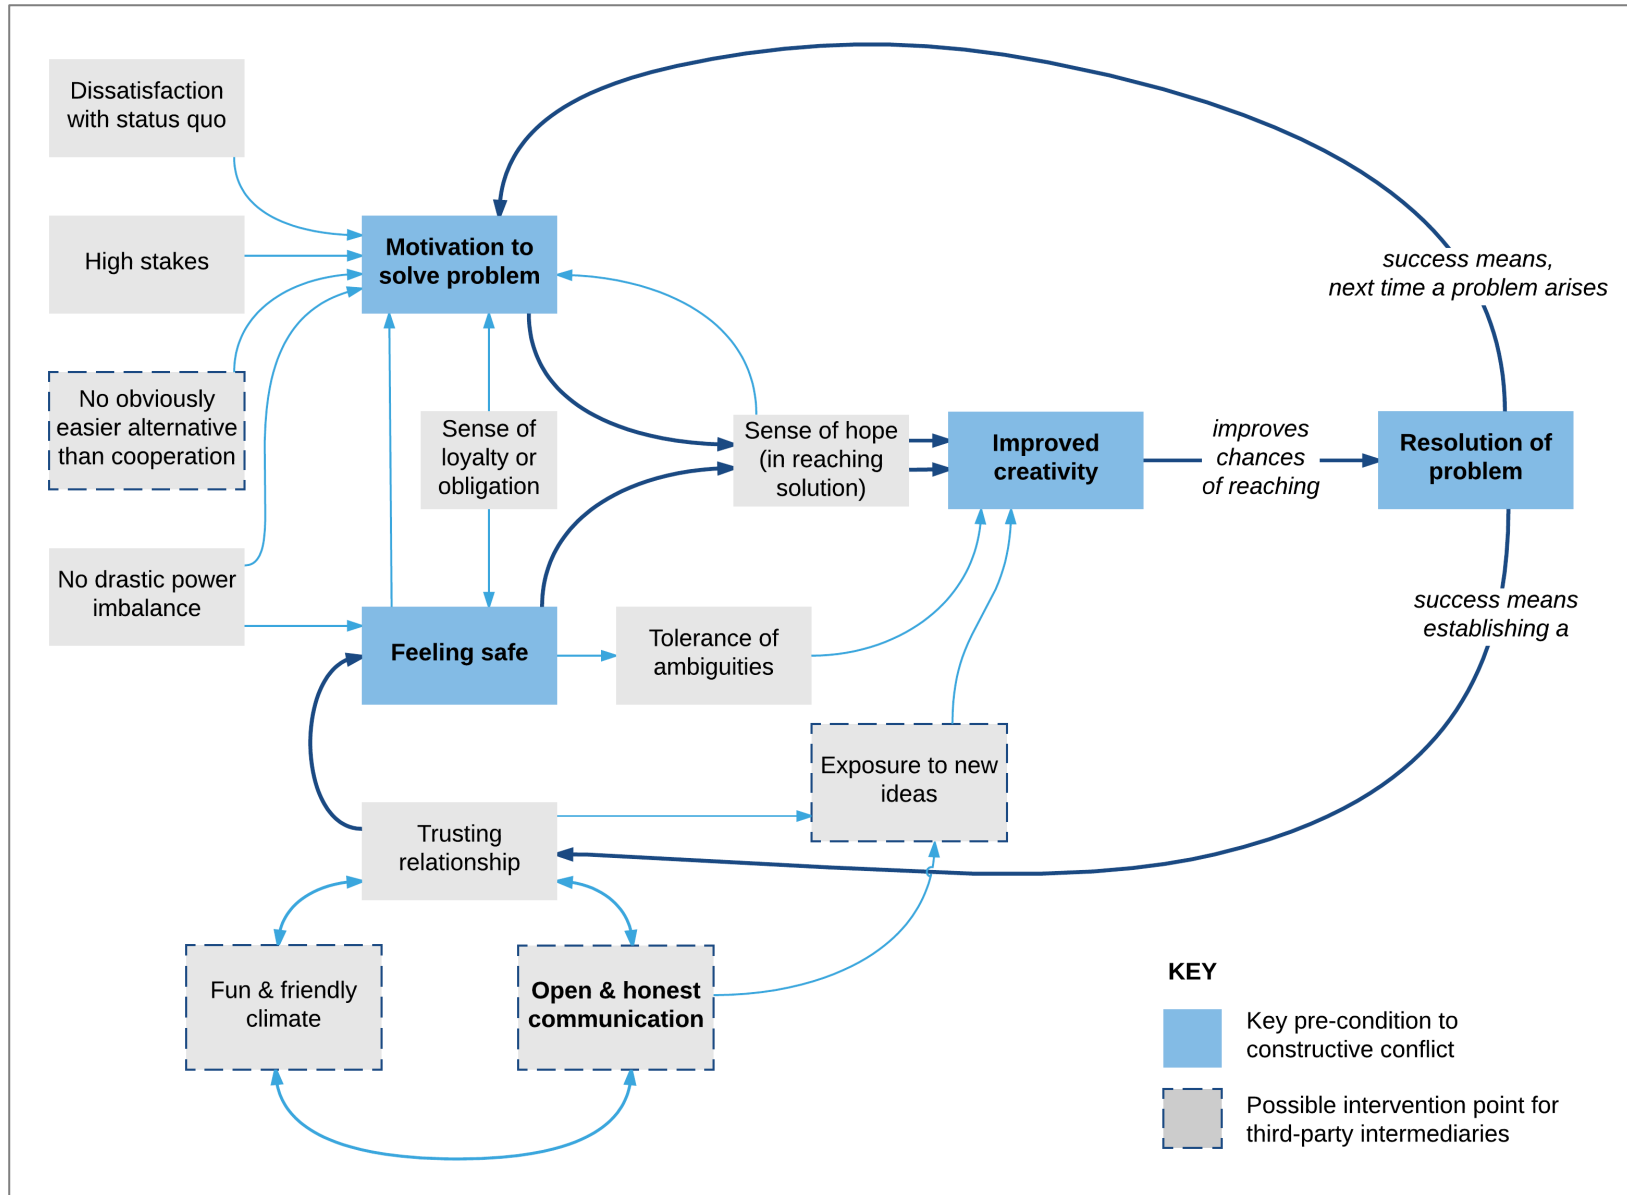 Dissatisfaction
with status quo
High stakes
No obviously
easier alternative
than cooperation
No drastic power
imbalance
Motivation to
solve problem
Sense of
loyalty or
obligation
Feeling safe
Sense of hope
(in reaching
solution)
Tolerance of
ambiguities
Improved
creativity
improves
chances
of reaching
Resolution of
problem
success means,
next time a problem arises
success means
establishing a
Exposure to new
ideas
Trusting
relationship
Fun & friendly
climate
Open & honest
communication
KEY
Key pre-condition to
constructive conflict
Possible intervention point for
third-party intermediaries